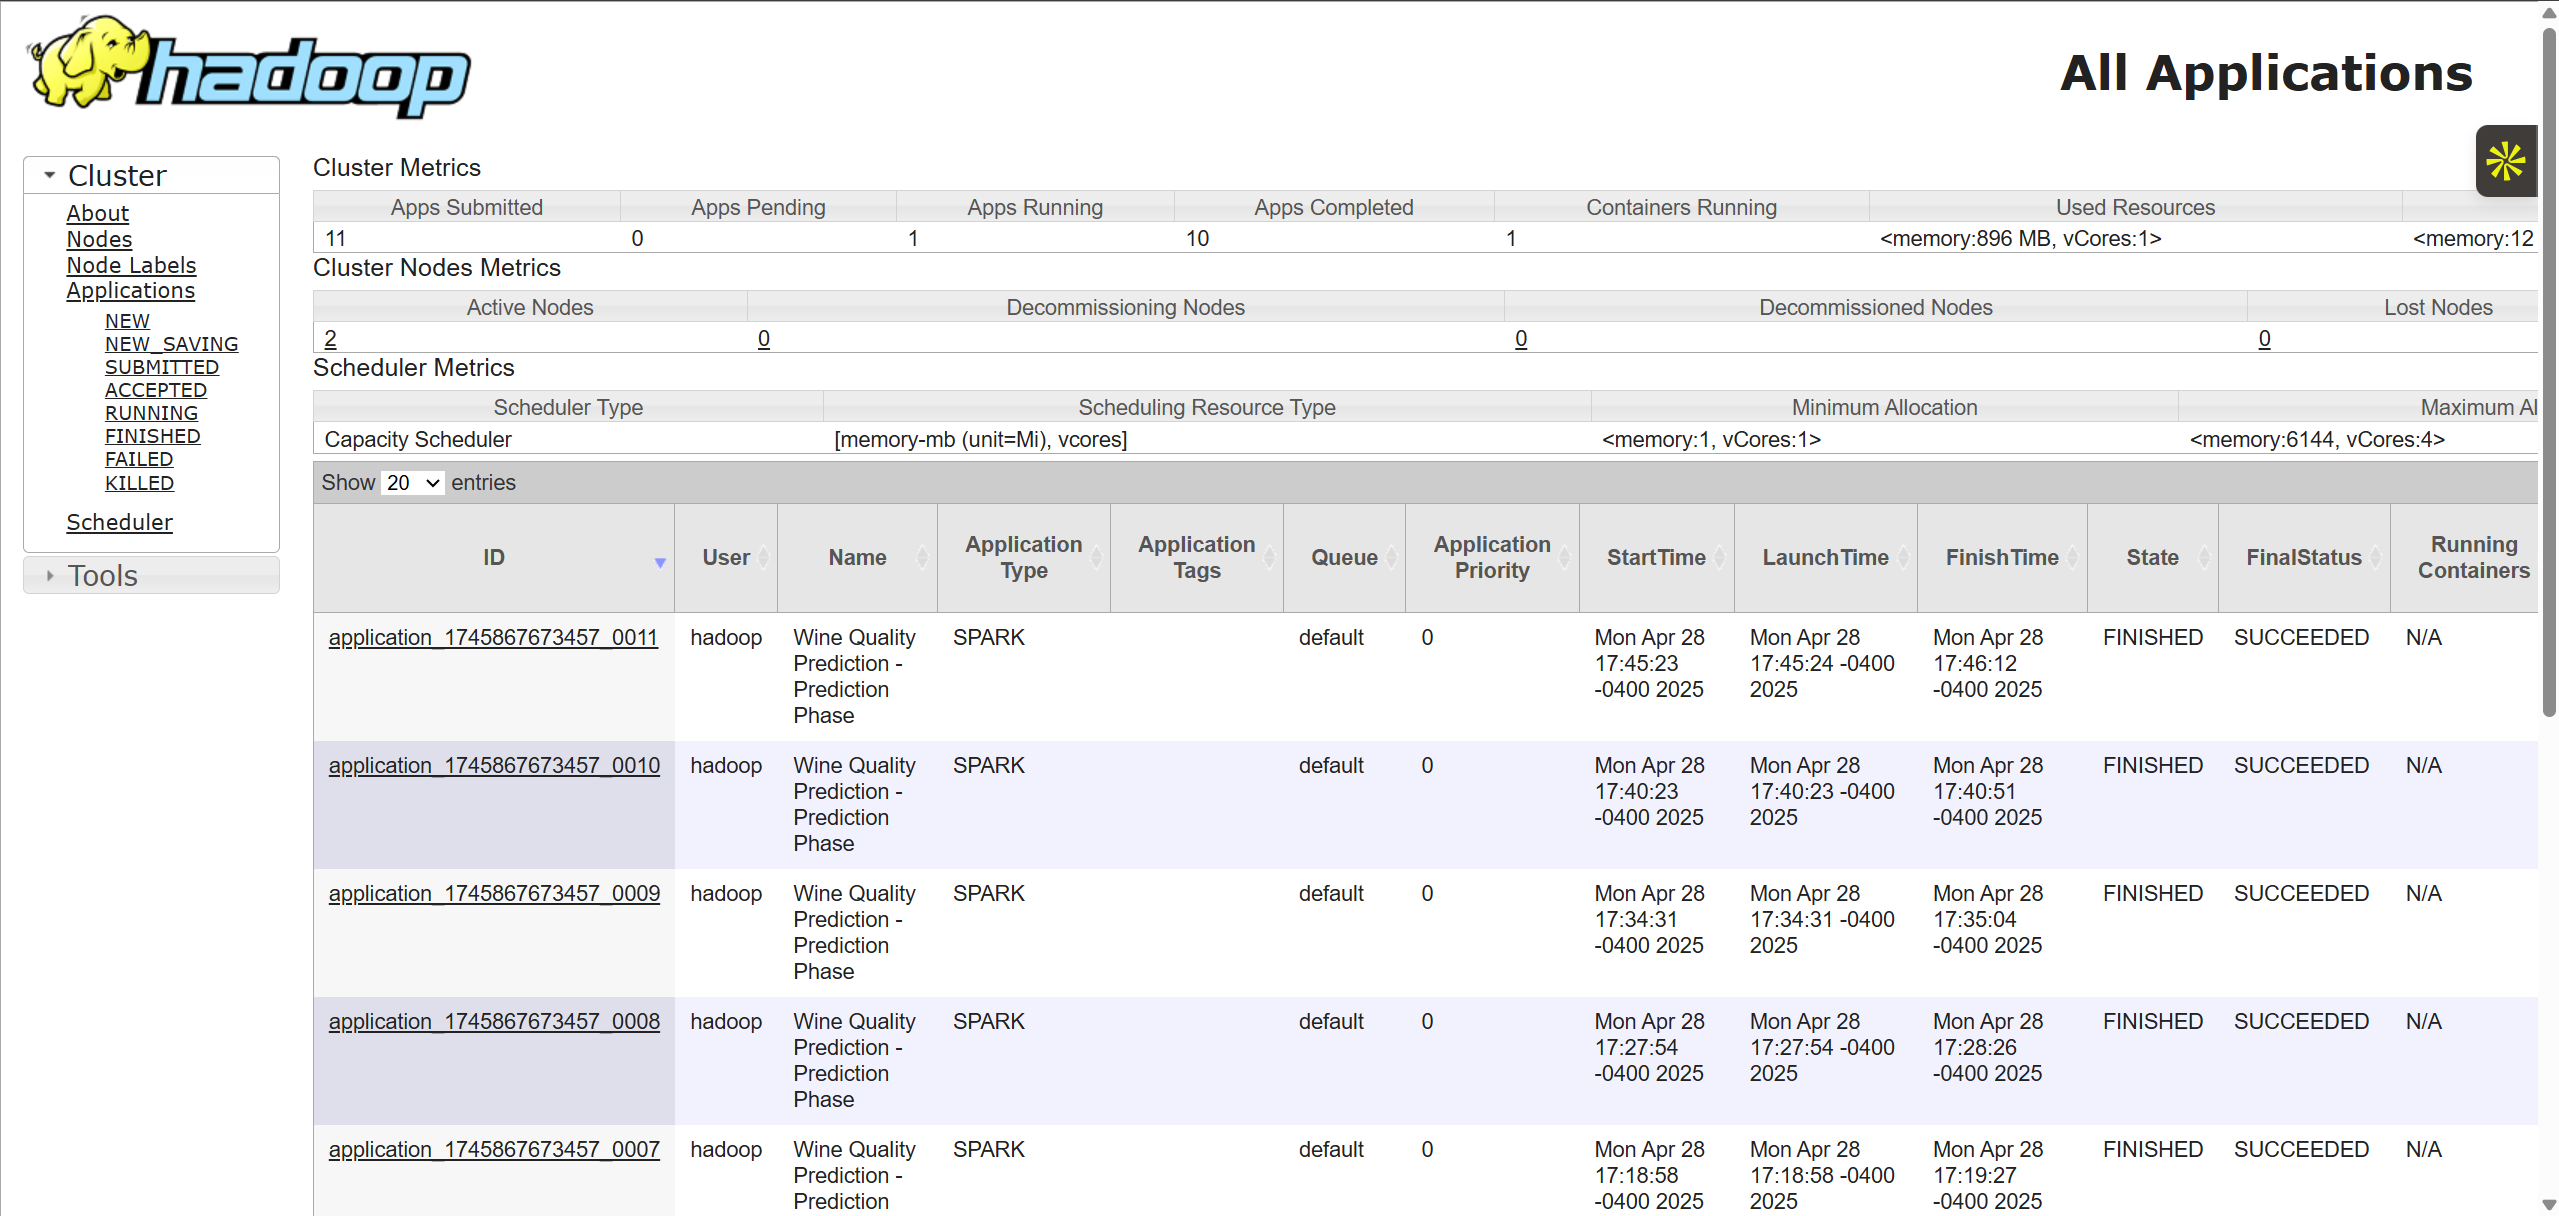 hadoop
All Applications
Cluster
About
Nodes
Node Labels
Applications
NEW
NEW_SAVING
SUBMITTED
ACCEPTED
RUNNING
FINISHED
FAILED
KILLED
Scheduler
Tools
Cluster Metrics
Apps Submitted Apps Pending Apps Running Apps Completed Containers Running Used Resources
11 0 1 10 1 <memory:896 MB, vCores:1> <memory:12
Cluster Nodes Metrics
Active Nodes Decommissioning Nodes Decommissioned Nodes Lost Nodes
2 0 0 0
Scheduler Metrics
Scheduler Type Scheduling Resource Type Minimum Allocation Maximum Al
Capacity Scheduler [memory-mb (unit=Mi), vcores] <memory:1, vCores:1> <memory:6144, vCores:4>
Show 20 entries
ID User Name Application Type Application Tags Queue Application Priority StartTime LaunchTime FinishTime State FinalStatus Running Containers
application_1745867673457_0011 hadoop Wine Quality Prediction - Prediction Phase SPARK default 0 Mon Apr 28 17:45:23 -0400 2025 Mon Apr 28 17:45:24 -0400 2025 Mon Apr 28 17:46:12 -0400 2025 FINISHED SUCCEEDED N/A
application_1745867673457_0010 hadoop Wine Quality Prediction - Prediction Phase SPARK default 0 Mon Apr 28 17:40:23 -0400 2025 Mon Apr 28 17:40:23 -0400 2025 Mon Apr 28 17:40:51 -0400 2025 FINISHED SUCCEEDED N/A
application_1745867673457_0009 hadoop Wine Quality Prediction - Prediction Phase SPARK default 0 Mon Apr 28 17:34:31 -0400 2025 Mon Apr 28 17:34:31 -0400 2025 Mon Apr 28 17:35:04 -0400 2025 FINISHED SUCCEEDED N/A
application_1745867673457_0008 hadoop Wine Quality Prediction - Prediction Phase SPARK default 0 Mon Apr 28 17:27:54 -0400 2025 Mon Apr 28 17:27:54 -0400 2025 Mon Apr 28 17:28:26 -0400 2025 FINISHED SUCCEEDED N/A
application_1745867673457_0007 hadoop Wine Quality Prediction - Prediction SPARK default 0 Mon Apr 28 17:18:58 -0400 2025 Mon Apr 28 17:18:58 -0400 2025 Mon Apr 28 17:19:27 -0400 2025 FINISHED SUCCEEDED N/A